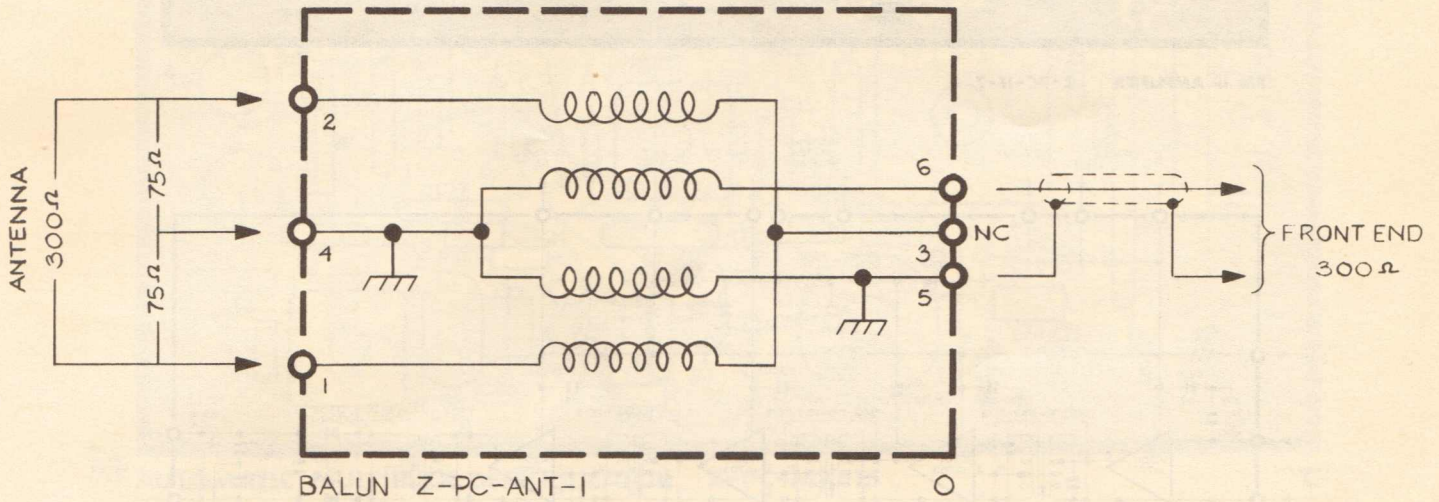 ANTENNA
300Ω
75Ω
75Ω
2
4
1
6
NC
3
5
FRONT END
300Ω
BALUN Z-PC-ANT-1
O